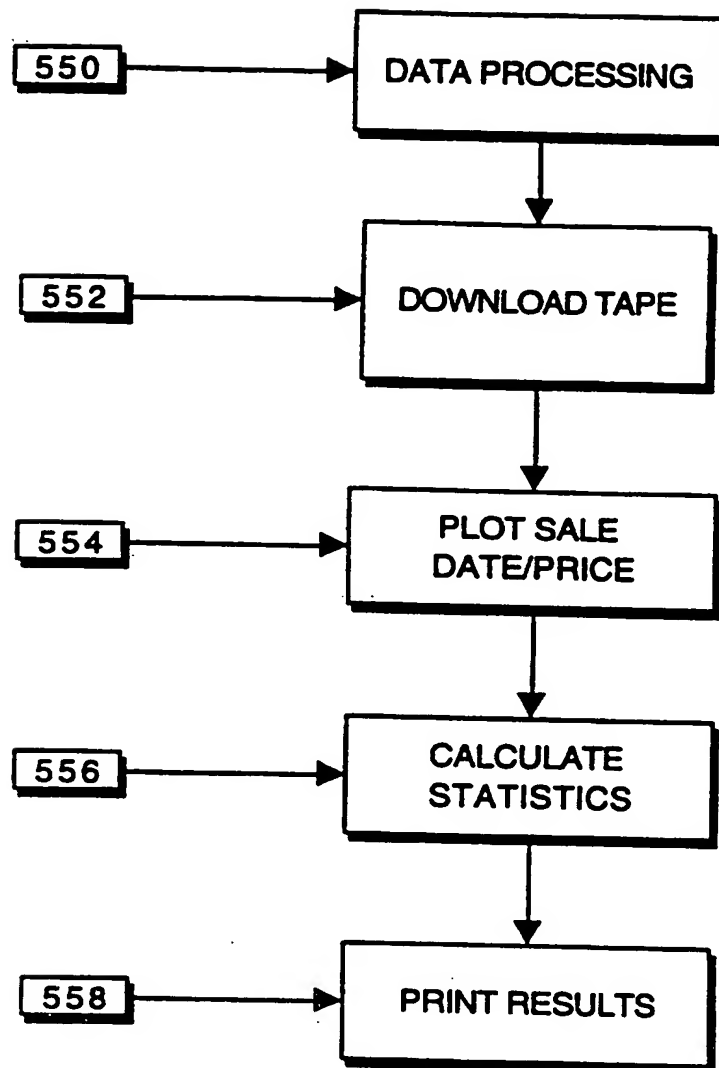 550
DATA PROCESSING
552
DOWNLOAD TAPE
554
PLOT SALE
DATE/PRICE
556
CALCULATE
STATISTICS
558
PRINT RESULTS